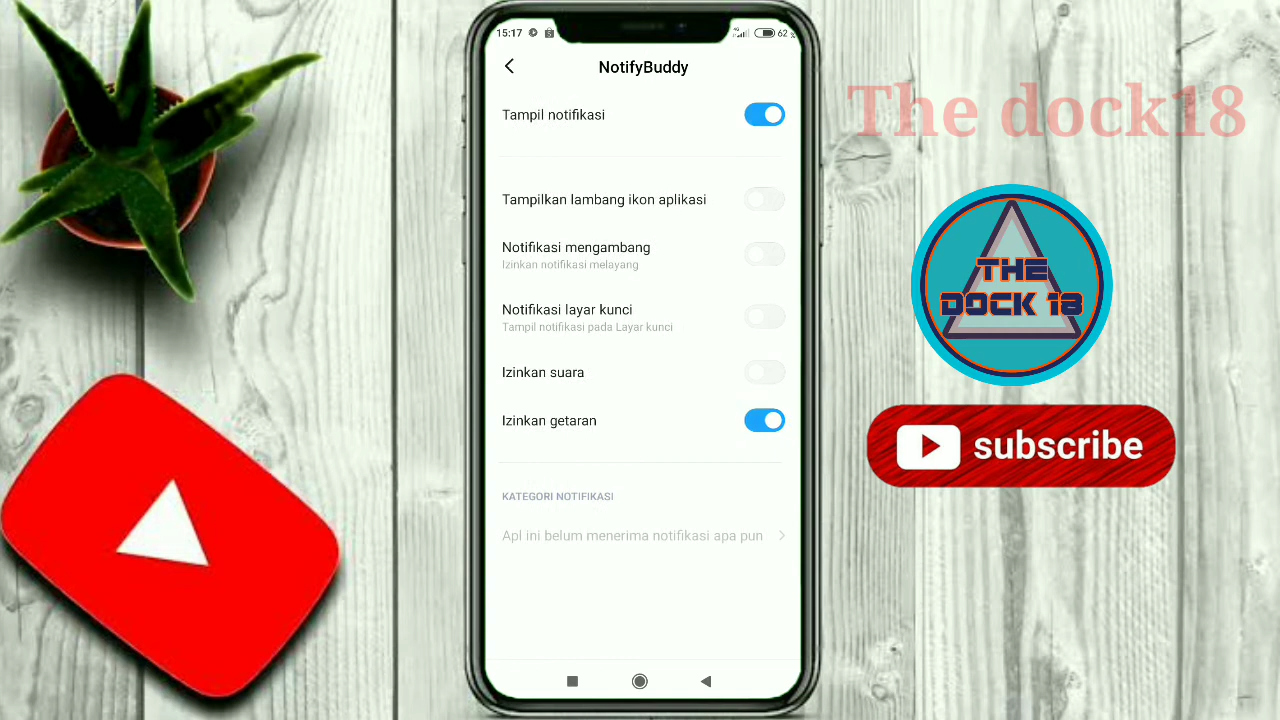 15:17
4G
62 %
NotifyBuddy
Tampil notifikasi
Tampilkan lambang ikon aplikasi
Notifikasi mengambang
Izinkan notifikasi melayang
Notifikasi layar kunci
Tampil notifikasi pada Layar kunci
Izinkan suara
Izinkan getaran
KATEGORI NOTIFIKASI
Apl ini belum menerima notifikasi apa pun
The dock18
THE
DOCK 18
subscribe